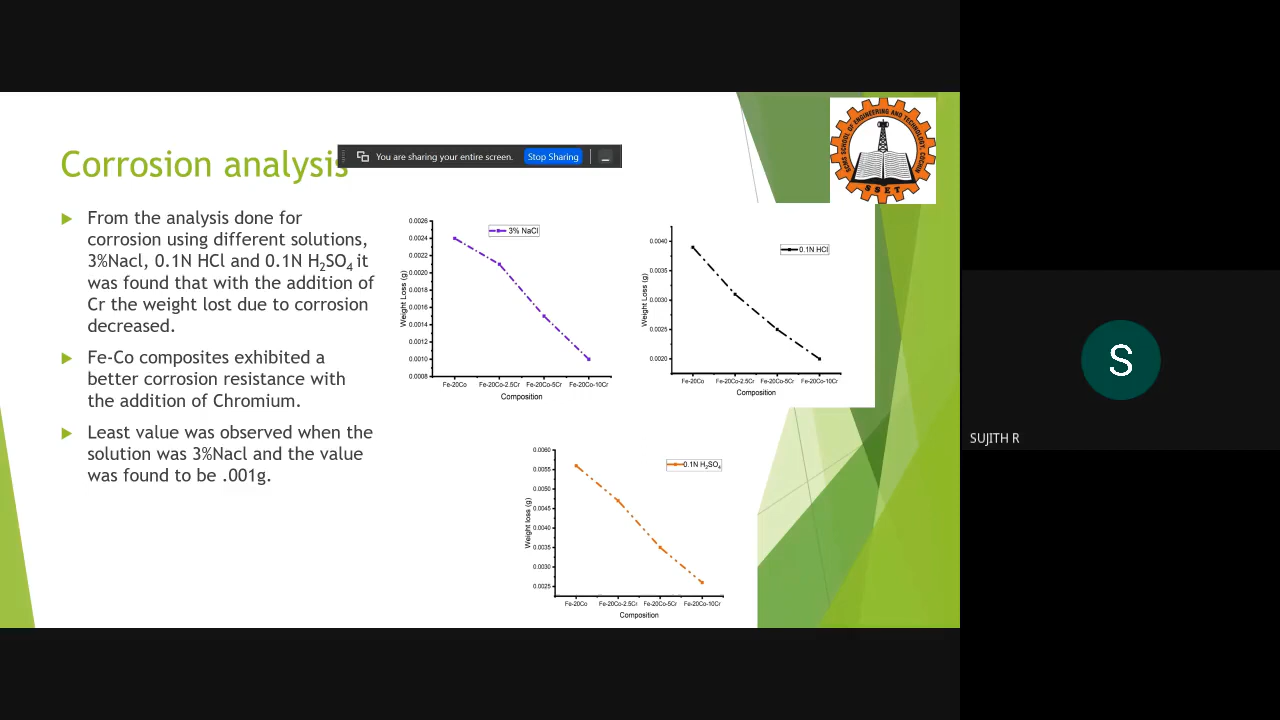 Corrosion analysis
You are sharing your entire screen.
Stop Sharing
SCMS SCHOOL OF ENGINEERING AND TECHNOLOGY, COCHIN
SSET
From the analysis done for
corrosion using different solutions,
3%Nacl, 0.1N HCl and 0.1N H₂SO₄ it
was found that with the addition of
Cr the weight lost due to corrosion
decreased.
Fe-Co composites exhibited a
better corrosion resistance with
the addition of Chromium.
Least value was observed when the
solution was 3%Nacl and the value
was found to be .001g.
3% NaCl
Weight Loss (g)
0.0026
0.0024
0.0022
0.0020
0.0018
0.0016
0.0014
0.0012
0.0010
0.0008
Fe-20Co Fe-20Co-2.5Cr Fe-20Co-5Cr Fe-20Co-10Cr
Composition
0.1N HCl
Weight Loss (g)
0.0040
0.0035
0.0030
0.0025
0.0020
Fe-20Co Fe-20Co-2.5Cr Fe-20Co-5Cr Fe-20Co-10Cr
Composition
0.1N H₂SO₄
Weight loss (g)
0.0060
0.0055
0.0050
0.0045
0.0040
0.0035
0.0030
0.0025
Fe-20Co Fe-20Co-2.5Cr Fe-20Co-5Cr Fe-20Co-10Cr
Composition
S
SUJITH R